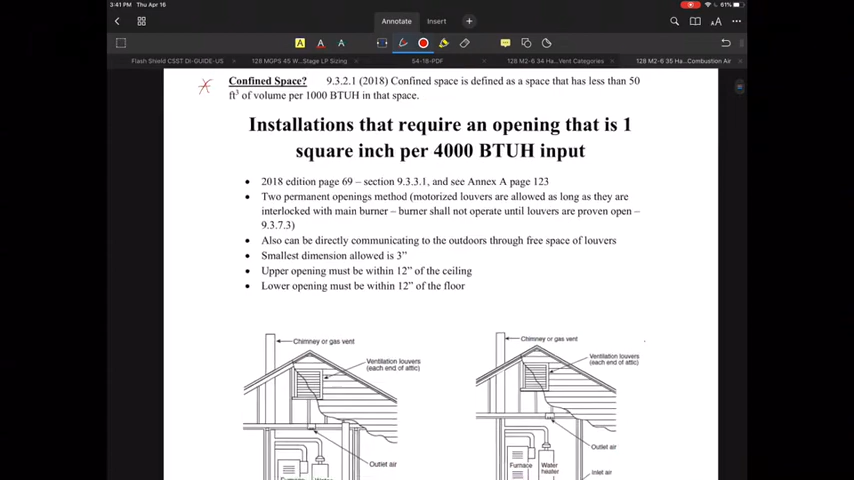 3:41 PM Thu Apr 16
61%
Annotate Insert
Flash Shield CSST DI-GUIDE-US
128 MGPS 45 Stage LP Sizing
54-18-PDF
128 M2-6 34 Ha...Vent Categories
128 M2-6 35 Ha...Combustion Air
Confined Space? 9.3.2.1 (2018) Confined space is defined as a space that has less than 50
ft³ of volume per 1000 BTUH in that space.
Installations that require an opening that is 1
square inch per 4000 BTUH input
• 2018 edition page 69 – section 9.3.3.1, and see Annex A page 123
• Two permanent openings method (motorized louvers are allowed as long as they are
interlocked with main burner – burner shall not operate until louvers are proven open –
9.3.7.3)
• Also can be directly communicating to the outdoors through free space of louvers
• Smallest dimension allowed is 3”
• Upper opening must be within 12” of the ceiling
• Lower opening must be within 12” of the floor
Chimney or gas vent
Ventilation louvers
(each end of attic)
Outlet air
Furnace
Water
heater
Chimney or gas vent
Ventilation louvers
(each end of attic)
Outlet air
Furnace
Water
heater
Inlet air